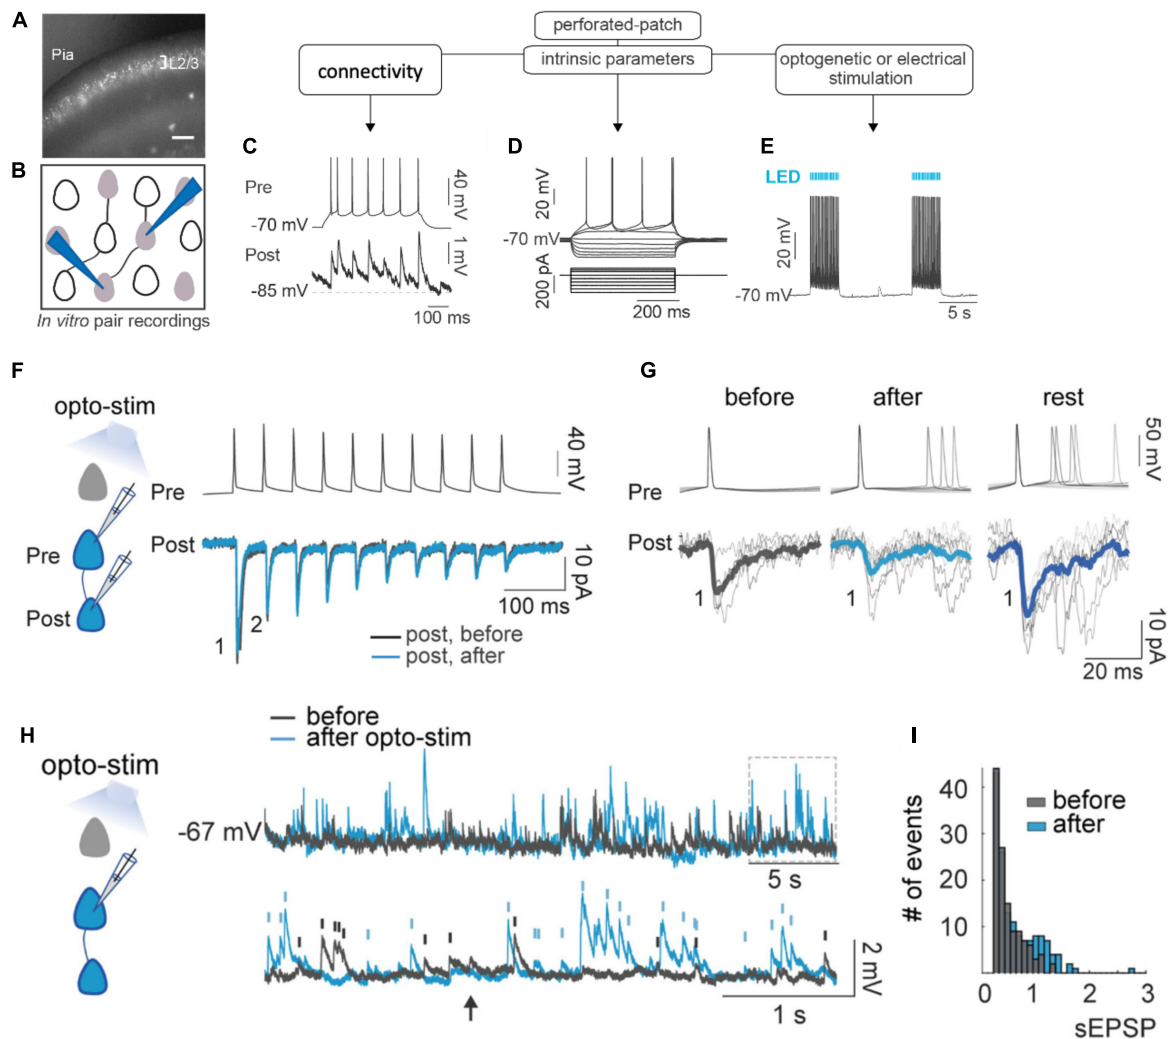 A
Pia
L2/3
perforated-patch
connectivity
intrinsic parameters
optogenetic or electrical
stimulation
B
In vitro pair recordings
C
Pre
-70 mV
40 mV
Post
-85 mV
1 mV
100 ms
D
20 mV
-70 mV
200 pA
200 ms
E
LED
20 mV
-70 mV
5 s
F
opto-stim
Pre
Post
Pre
40 mV
Post
1
2
10 pA
100 ms
post, before
post, after
G
before
after
rest
Pre
50 mV
Post
1
1
1
10 pA
20 ms
H
opto-stim
before
after opto-stim
-67 mV
5 s
2 mV
1 s
I
# of events
40
30
20
10
before
after
0
1
2
3
sEPSP